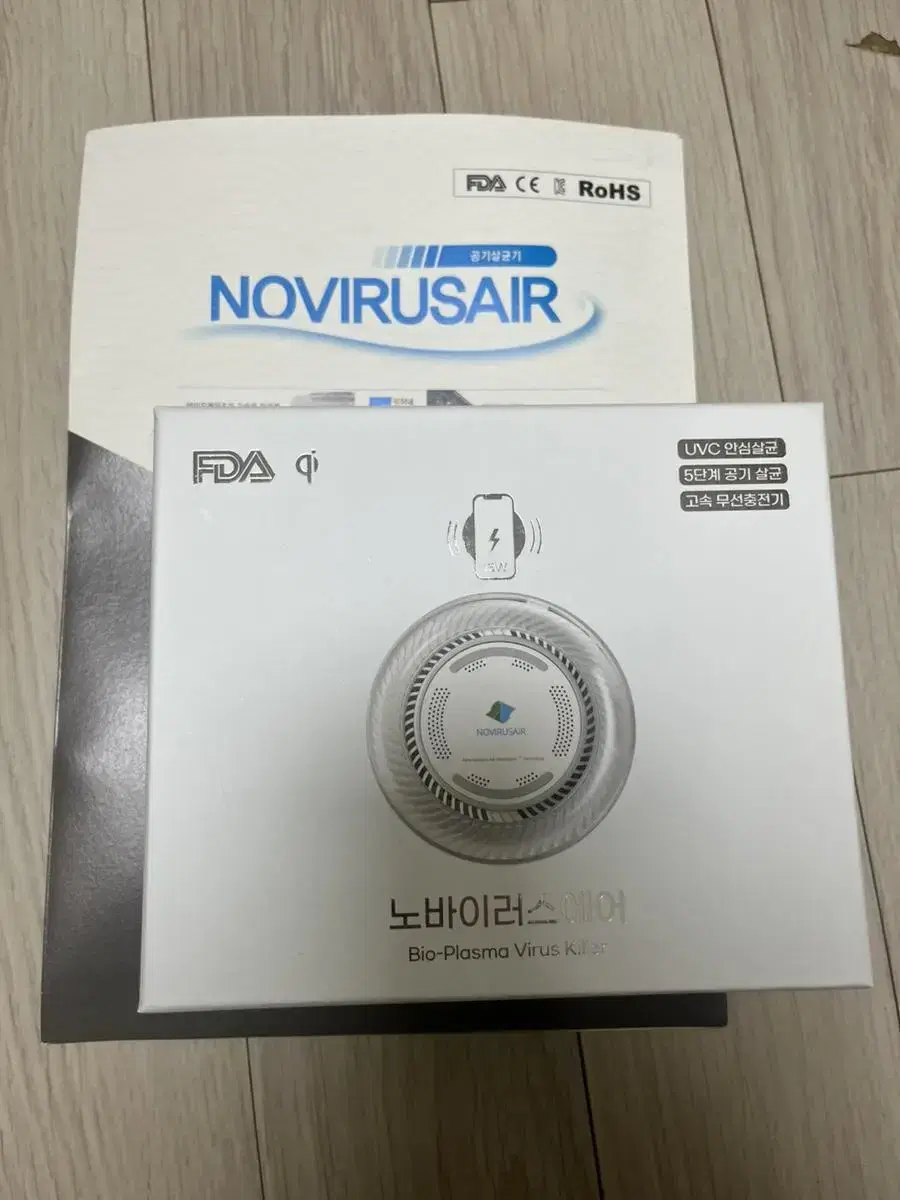 FDA CE RoHS
공기살균기
NOVIRUSAIR
FDA qi
UVC 안심살균
5단계 공기 살균
고속 무선충전기
15W
NOVIRUSAIR
노바이러스에어
Bio-Plasma Virus Killer